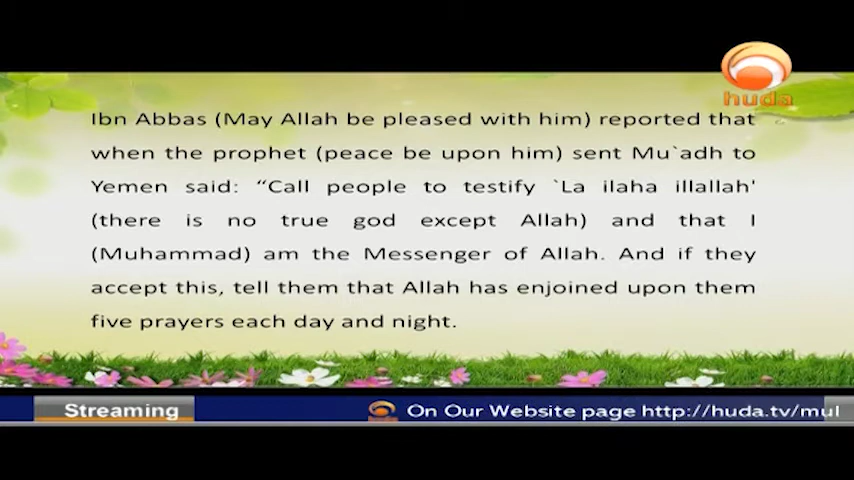 huda
Ibn Abbas (May Allah be pleased with him) reported that
when the prophet (peace be upon him) sent Mu`adh to
Yemen said: “Call people to testify `La ilaha illallah'
(there is no true god except Allah) and that I
(Muhammad) am the Messenger of Allah. And if they
accept this, tell them that Allah has enjoined upon them
five prayers each day and night.
Streaming
On Our Website page http://huda.tv/mul